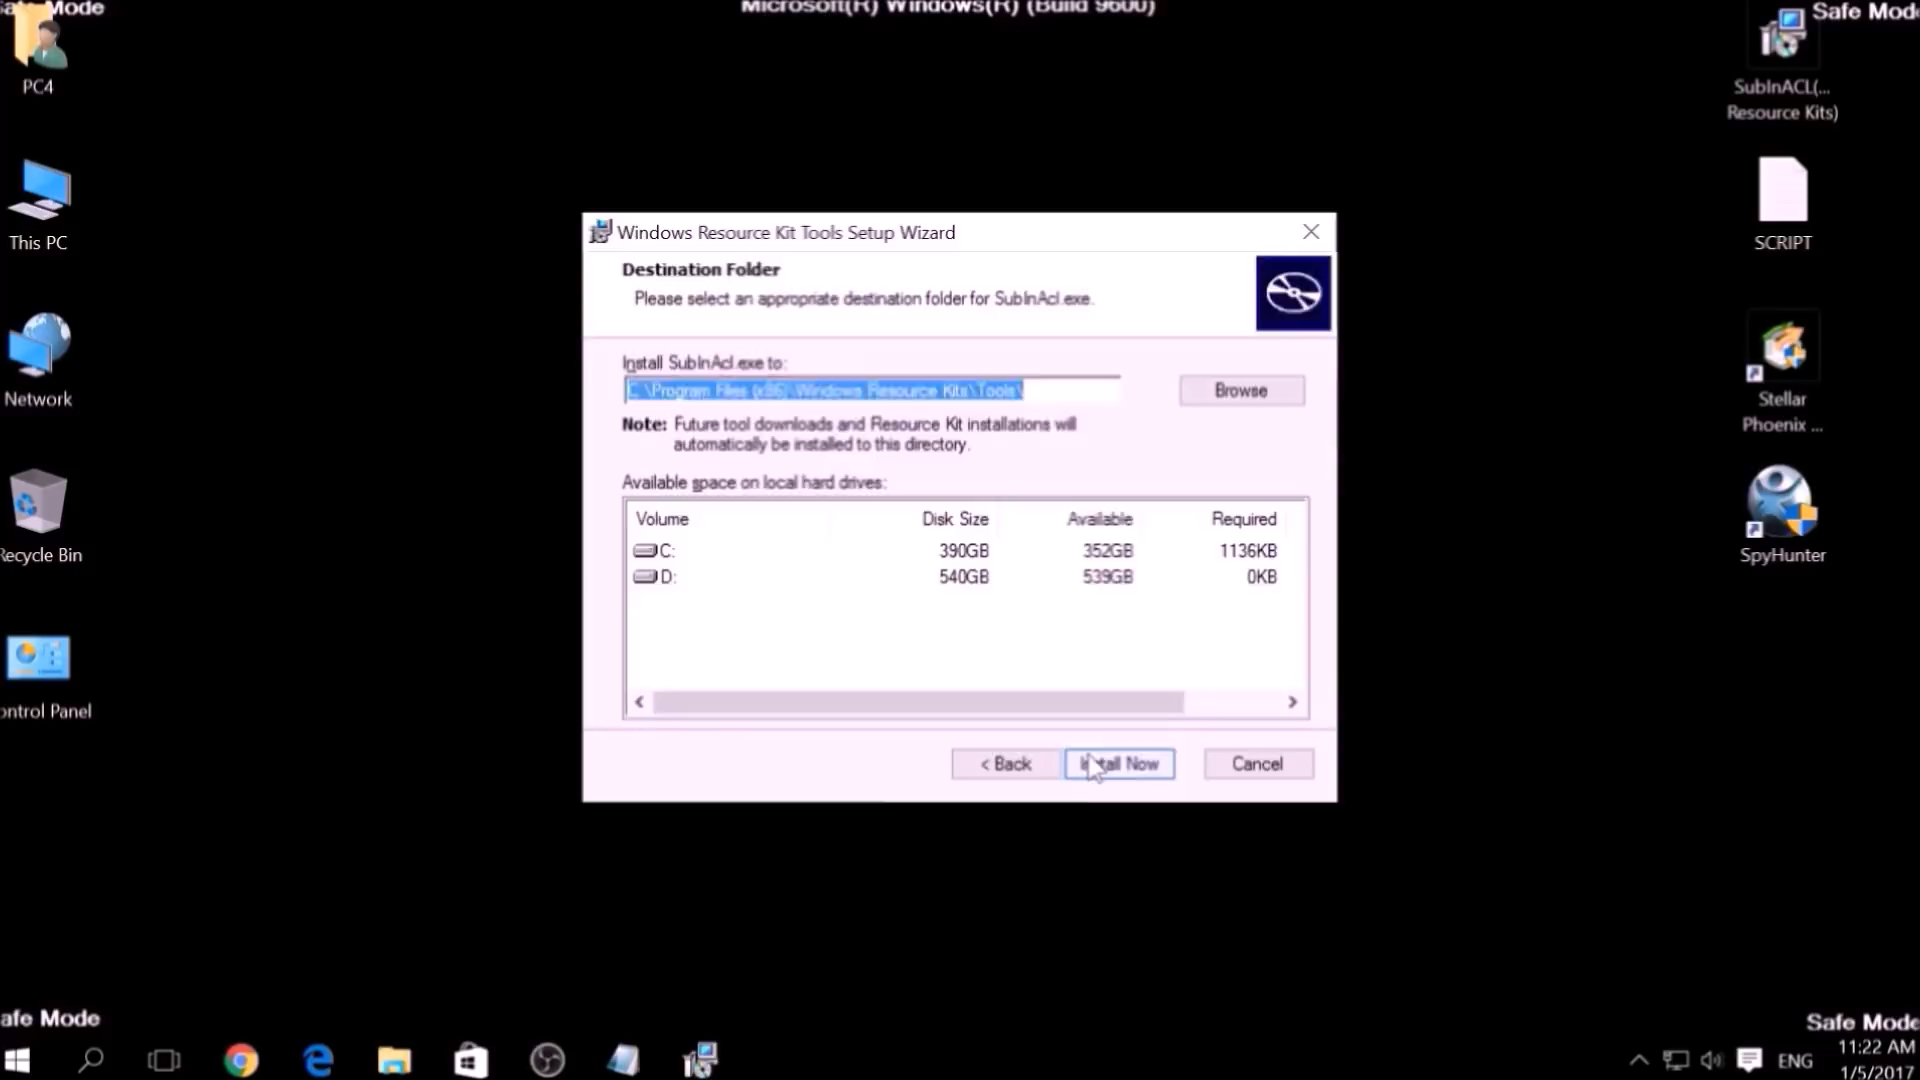 afe Mode
Microsoft(R) Windows(R) (Build 9600)
Safe Mod
PC4
This PC
Network
Recycle Bin
ontrol Panel
SubInACL(...
Resource Kits)
SCRIPT
Stellar
Phoenix ...
SpyHunter
Windows Resource Kit Tools Setup Wizard
Destination Folder
Please select an appropriate destination folder for SubInAcl.exe.
Install SubInAcl.exe to:
C:\Program Files (x86)\Windows Resource Kits\Tools\
Browse
Note: Future tool downloads and Resource Kit installations will
automatically be installed to this directory.
Available space on local hard drives:
Volume Disk Size Available Required
C: 390GB 352GB 1136KB
D: 540GB 539GB 0KB
< Back Install Now Cancel
afe Mode
Safe Mode
ENG
11:22 AM
1/5/2017